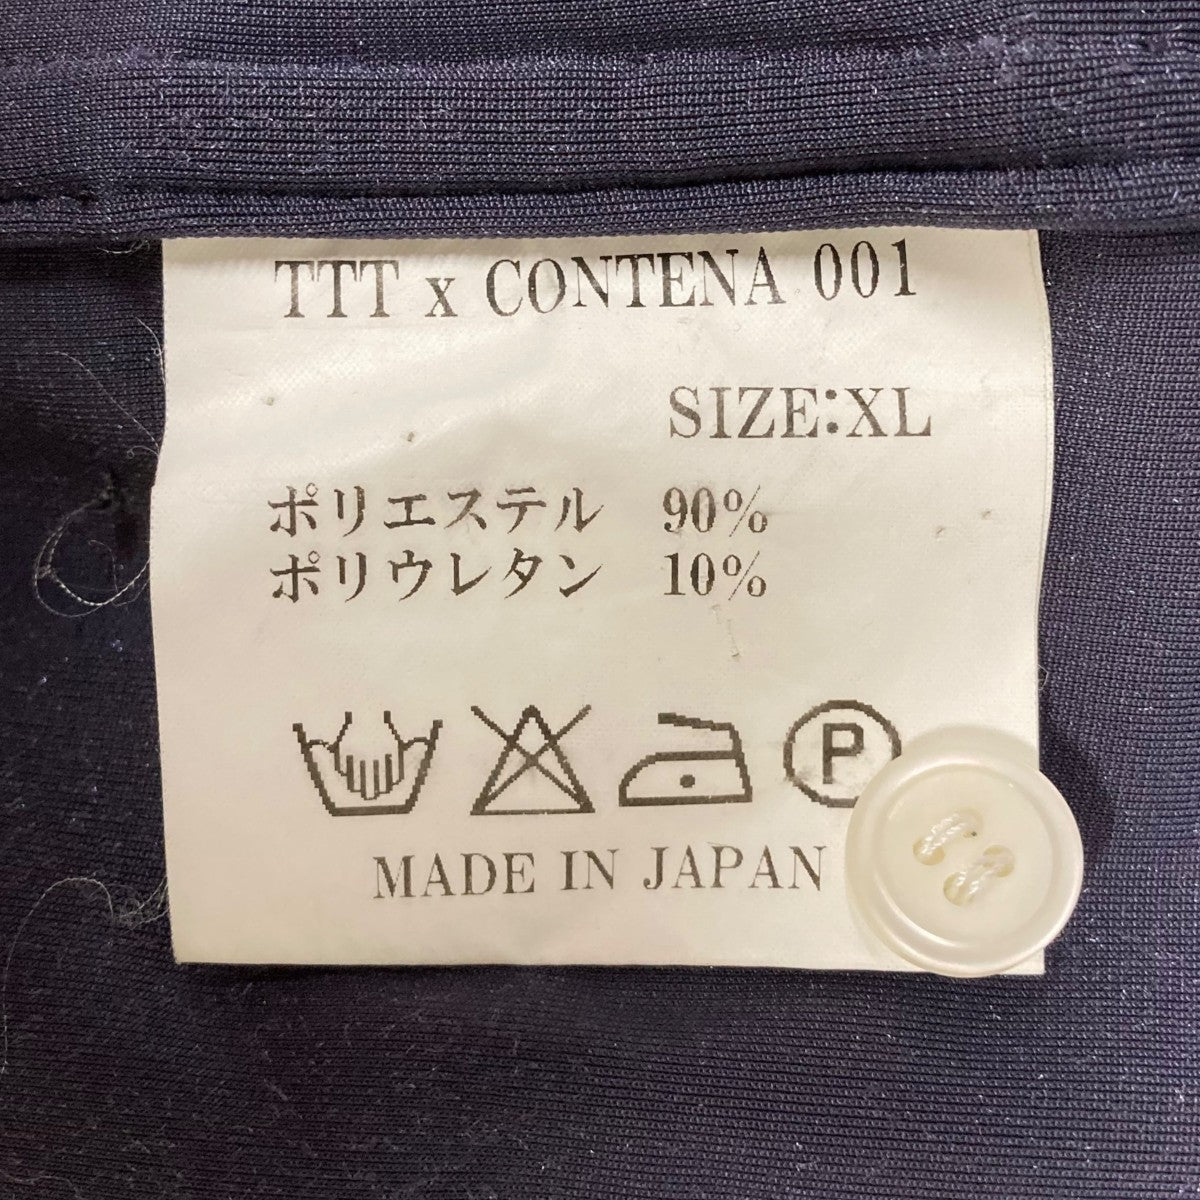 TTT x CONTENA 001
SIZE:XL
ポリエステル 90%
ポリウレタン 10%
P
MADE IN JAPAN